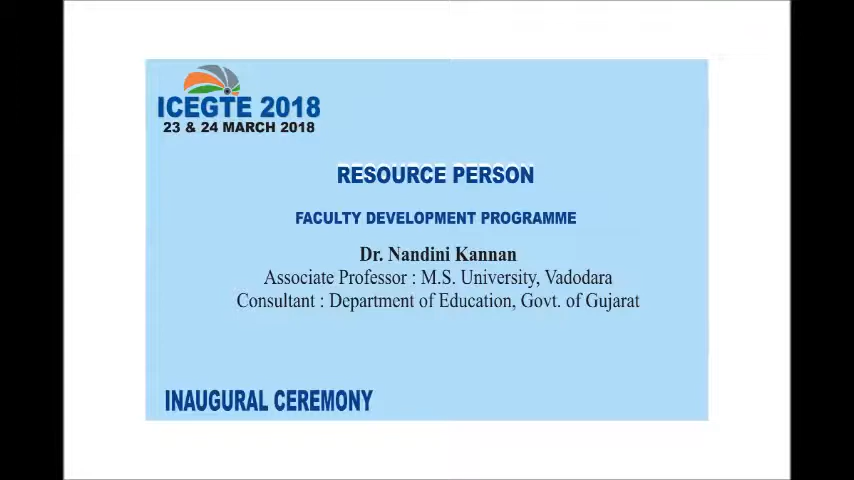 ICEGTE 2018
23 & 24 MARCH 2018
RESOURCE PERSON
FACULTY DEVELOPMENT PROGRAMME
Dr. Nandini Kannan
Associate Professor : M.S. University, Vadodara
Consultant : Department of Education, Govt. of Gujarat
INAUGURAL CEREMONY